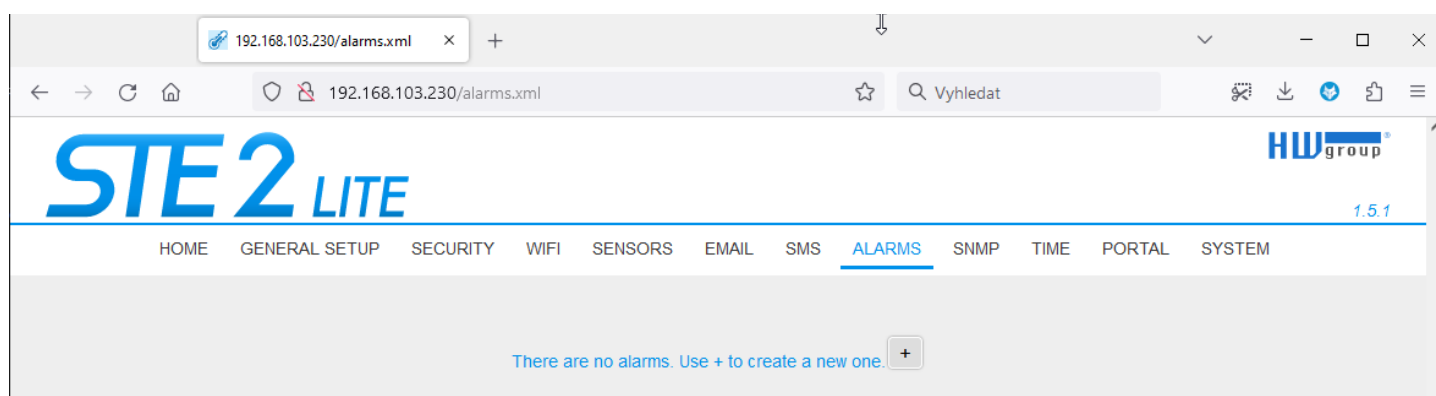 192.168.103.230/alarms.xml
192.168.103.230/alarms.xml Vyhledat
STE 2 LITE
HW group®
1.5.1
HOME GENERAL SETUP SECURITY WIFI SENSORS EMAIL SMS ALARMS SNMP TIME PORTAL SYSTEM
There are no alarms. Use + to create a new one. +